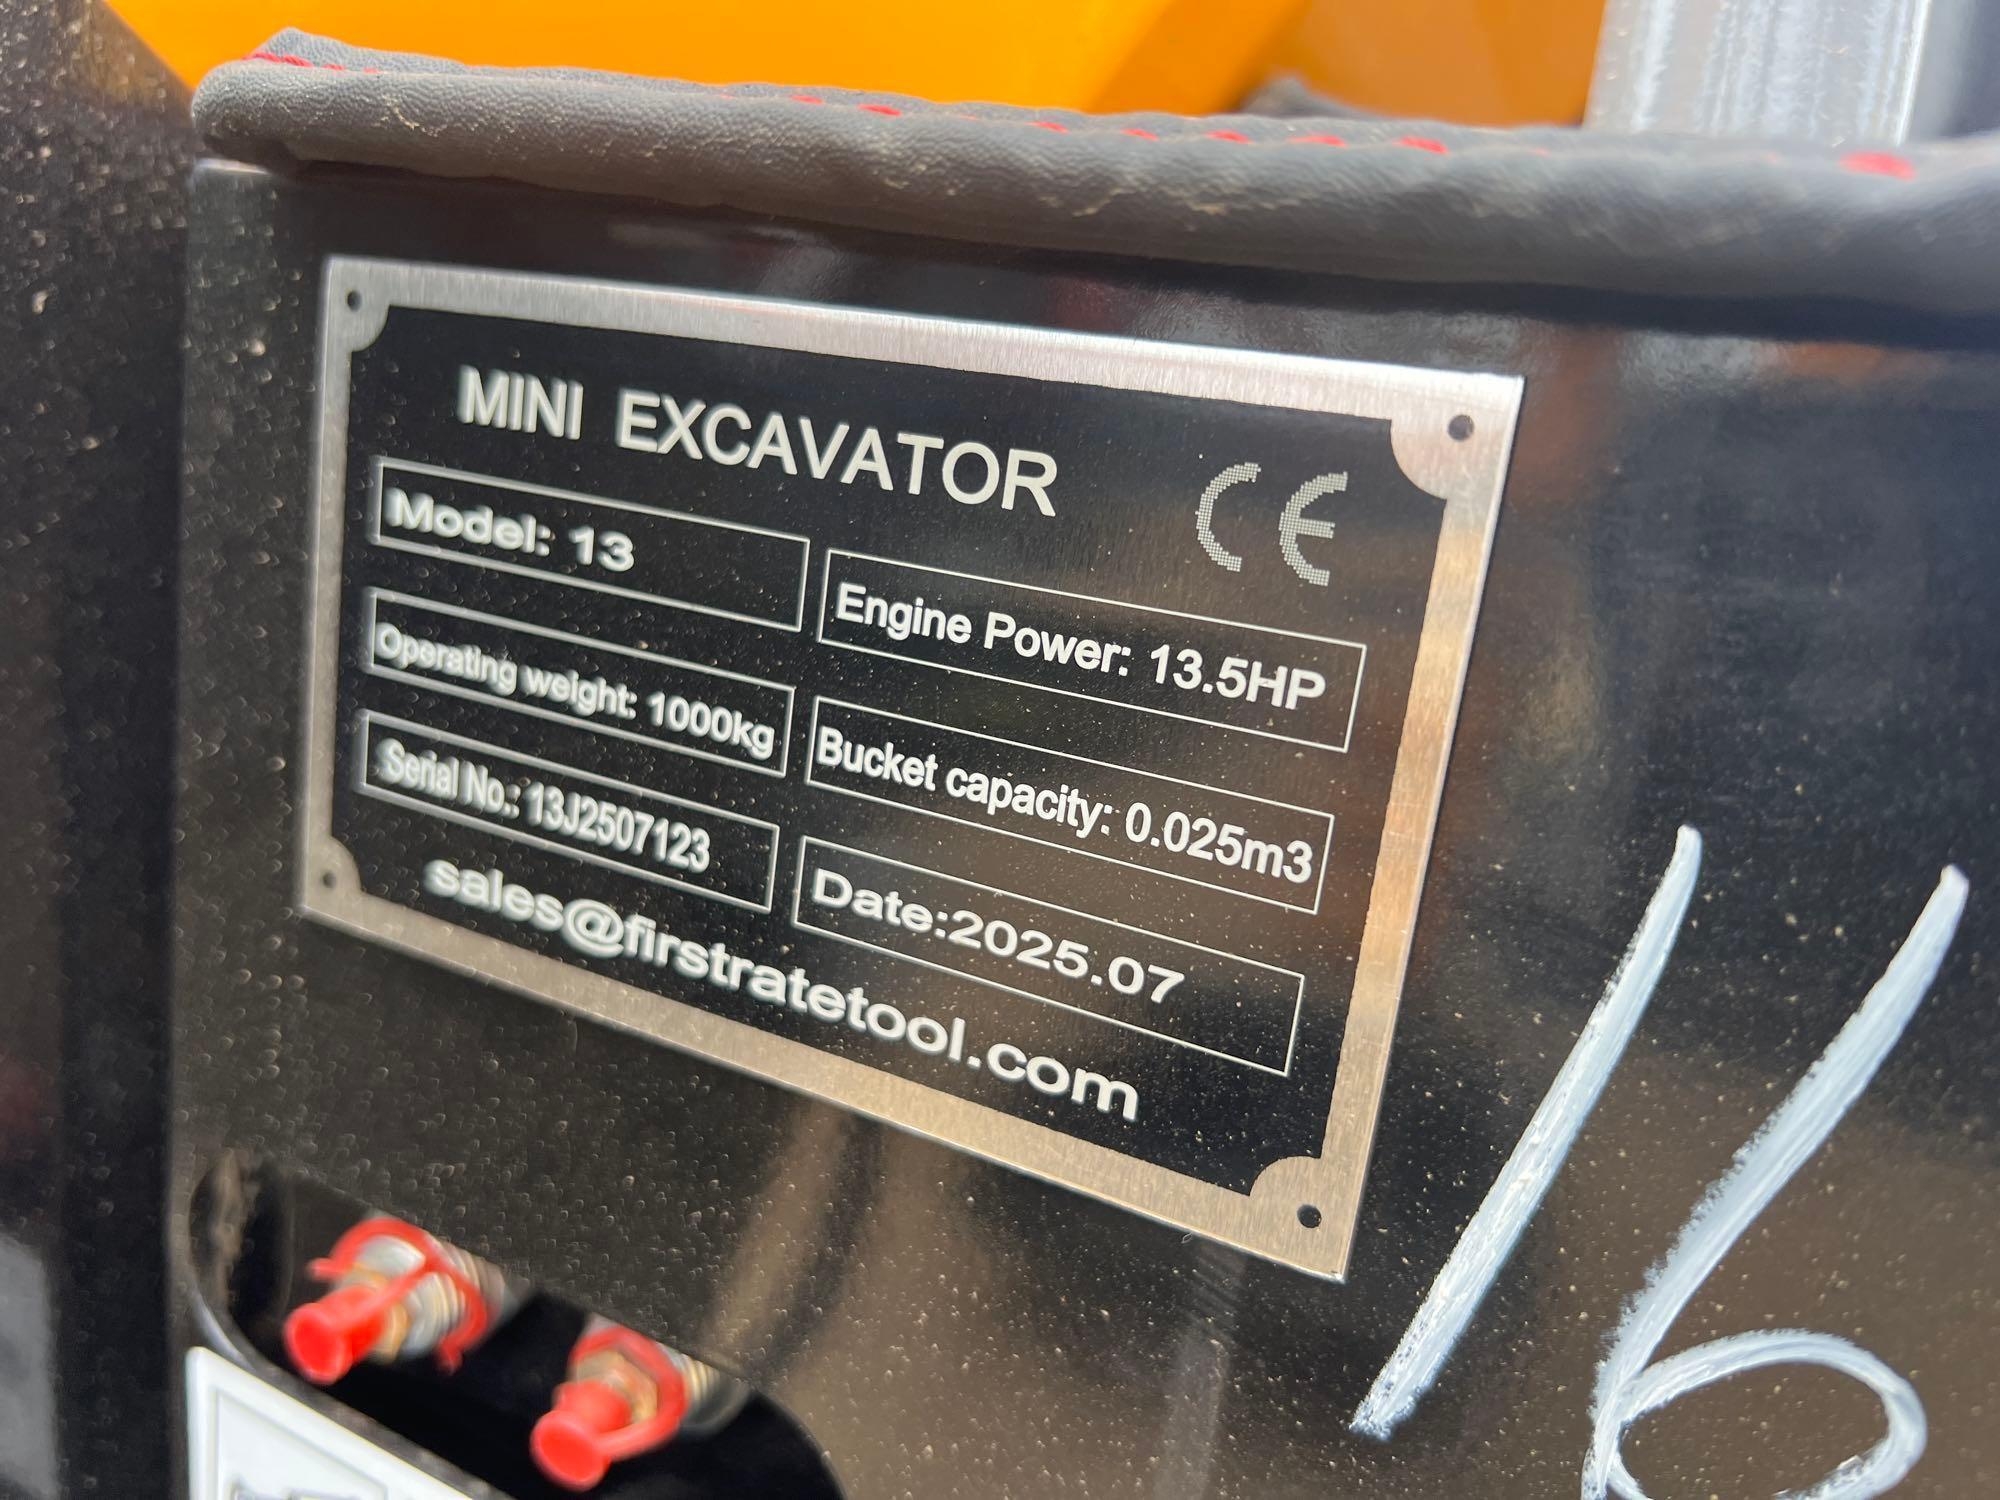 MINI EXCAVATOR
CE
Model: 13
Engine Power: 13.5HP
Operating weight: 1000kg
Bucket capacity: 0.025m3
Serial No.: 13J2507123
Date:2025.07
sales@firstratetool.com
16